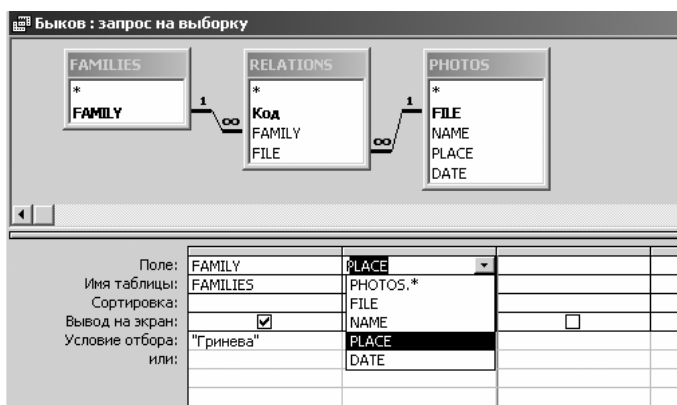 Быков : запрос на выборку
FAMILIES RELATIONS PHOTOS
* * *
FAMILY 1 ∞ Код 1 FILE
FAMILY ∞ NAME
FILE PLACE
DATE
Поле: FAMILY PLACE
Имя таблицы: FAMILIES PHOTOS.*
Сортировка: FILE
Вывод на экран: NAME
Условие отбора: "Гринева" PLACE
или: DATE